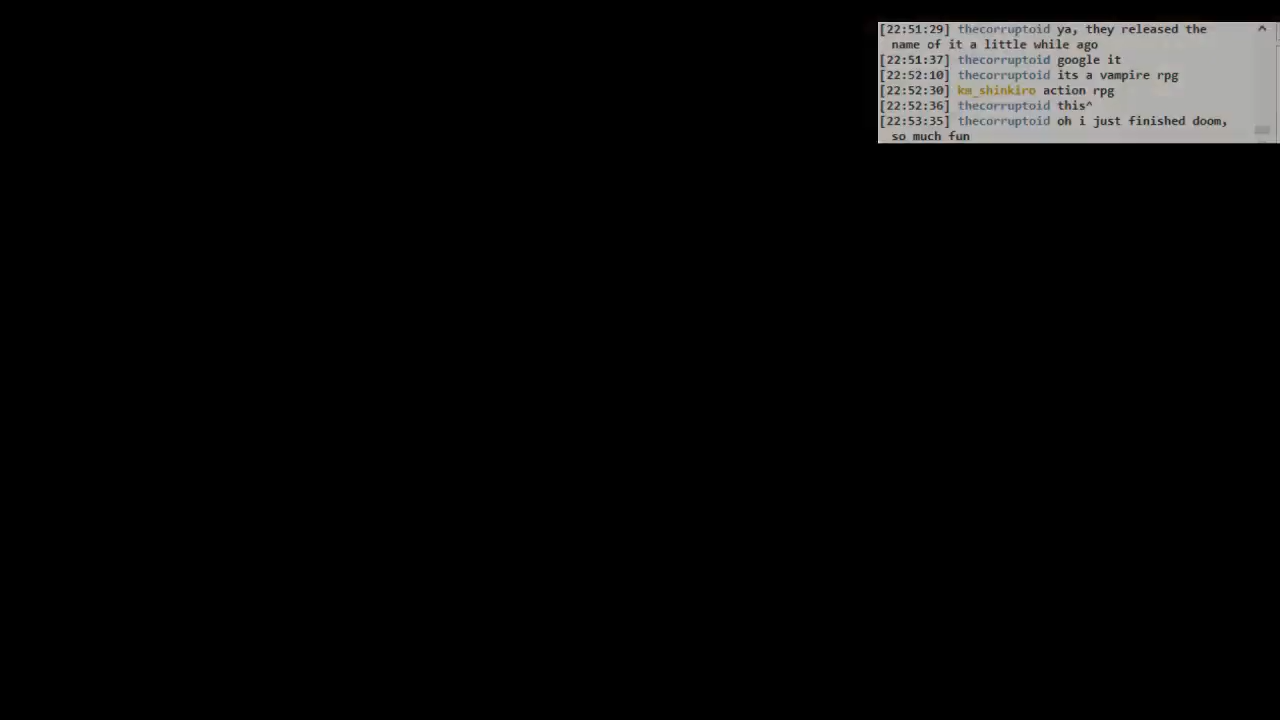 [22:51:29] thecorruptoid ya, they released the
name of it a little while ago
[22:51:37] thecorruptoid google it
[22:52:10] thecorruptoid its a vampire rpg
[22:52:30] km_shinkiro action rpg
[22:52:36] thecorruptoid this^
[22:53:35] thecorruptoid oh i just finished doom,
so much fun